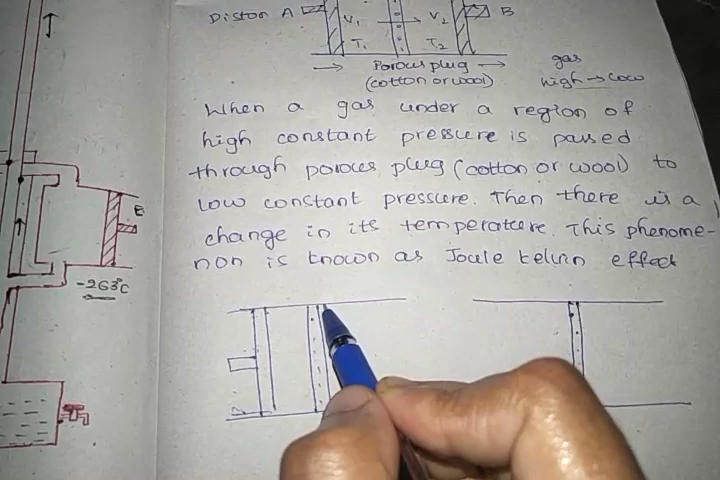 Piston A V₁ V₂ B
T₁ T₂
Porous plug
(cotton or wool)
gas
high → low
When a gas under a region of
high constant pressure is passed
through porous plug (cotton or wool) to
low constant pressure. Then there is a
change in its temperature. This phenome-
non is known as Joule kelvin effect
B
-263°C